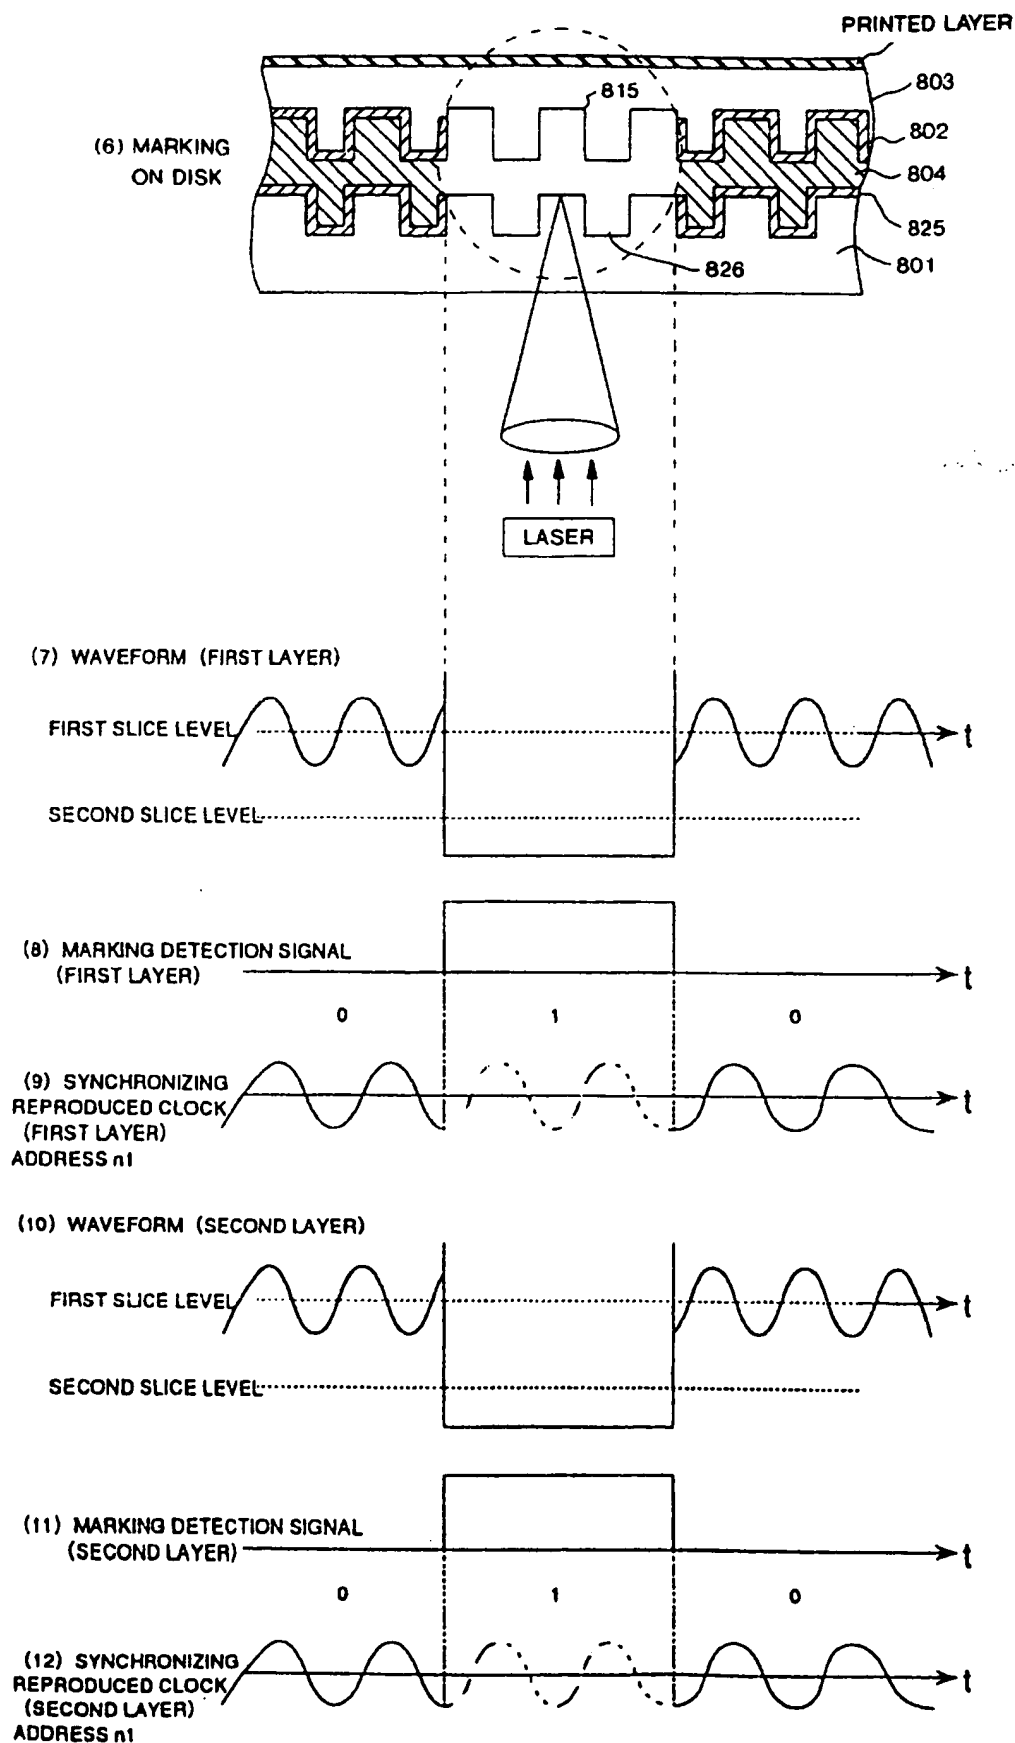 PRINTED LAYER
815
803
802
(6) MARKING
ON DISK
804
825
826
801
LASER
(7) WAVEFORM (FIRST LAYER)
FIRST SLICE LEVEL
t
SECOND SLICE LEVEL
(8) MARKING DETECTION SIGNAL
(FIRST LAYER)
t
0 1 0
(9) SYNCHRONIZING
REPRODUCED CLOCK
(FIRST LAYER)
ADDRESS n1
t
(10) WAVEFORM (SECOND LAYER)
FIRST SLICE LEVEL
t
SECOND SLICE LEVEL
(11) MARKING DETECTION SIGNAL
(SECOND LAYER)
t
0 1 0
(12) SYNCHRONIZING
REPRODUCED CLOCK
(SECOND LAYER)
ADDRESS n1
t